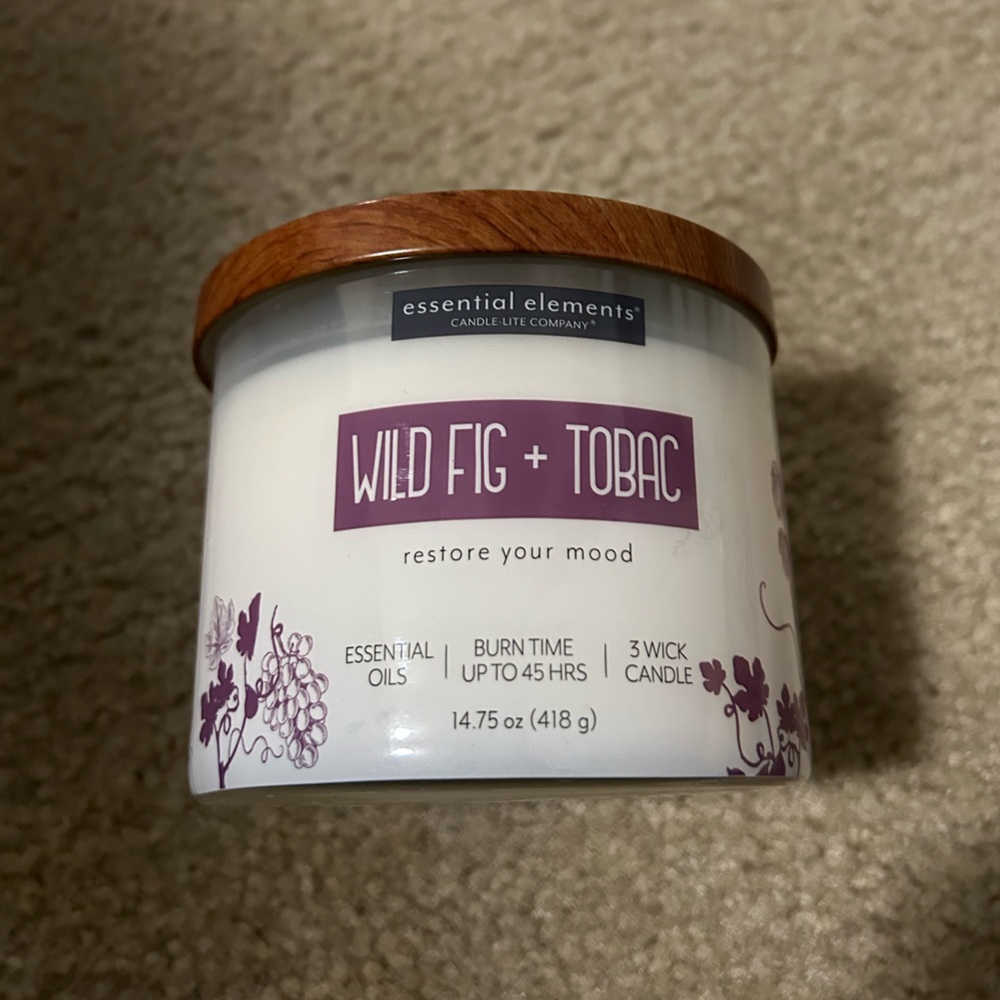 essential elements®
CANDLE-LITE COMPANY®
WILD FIG + TOBAC
restore your mood
ESSENTIAL OILS | BURN TIME UP TO 45 HRS | 3 WICK CANDLE
14.75 oz (418 g)